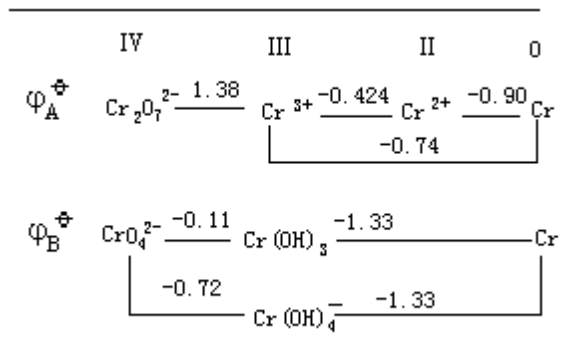 IV III II 0
φA⊖ Cr2O7^2- 1.38 Cr 3+ -0.424 Cr 2+ -0.90 Cr
-0.74
φB⊖ CrO4^2- -0.11 Cr(OH)3 -1.33 Cr
-0.72 Cr(OH)4^- -1.33